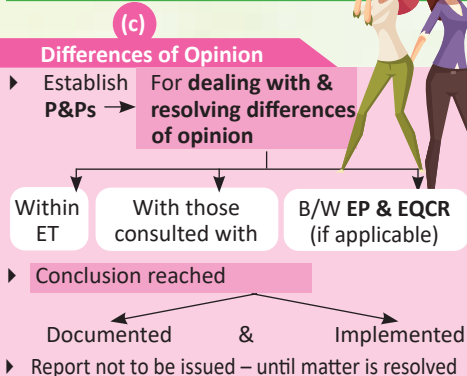 (c)
Differences of Opinion
▸ Establish P&Ps → For dealing with &
resolving differences
of opinion
Within ET
With those consulted with
B/W EP & EQCR (if applicable)
▸ Conclusion reached
Documented & Implemented
▸ Report not to be issued – until matter is resolved